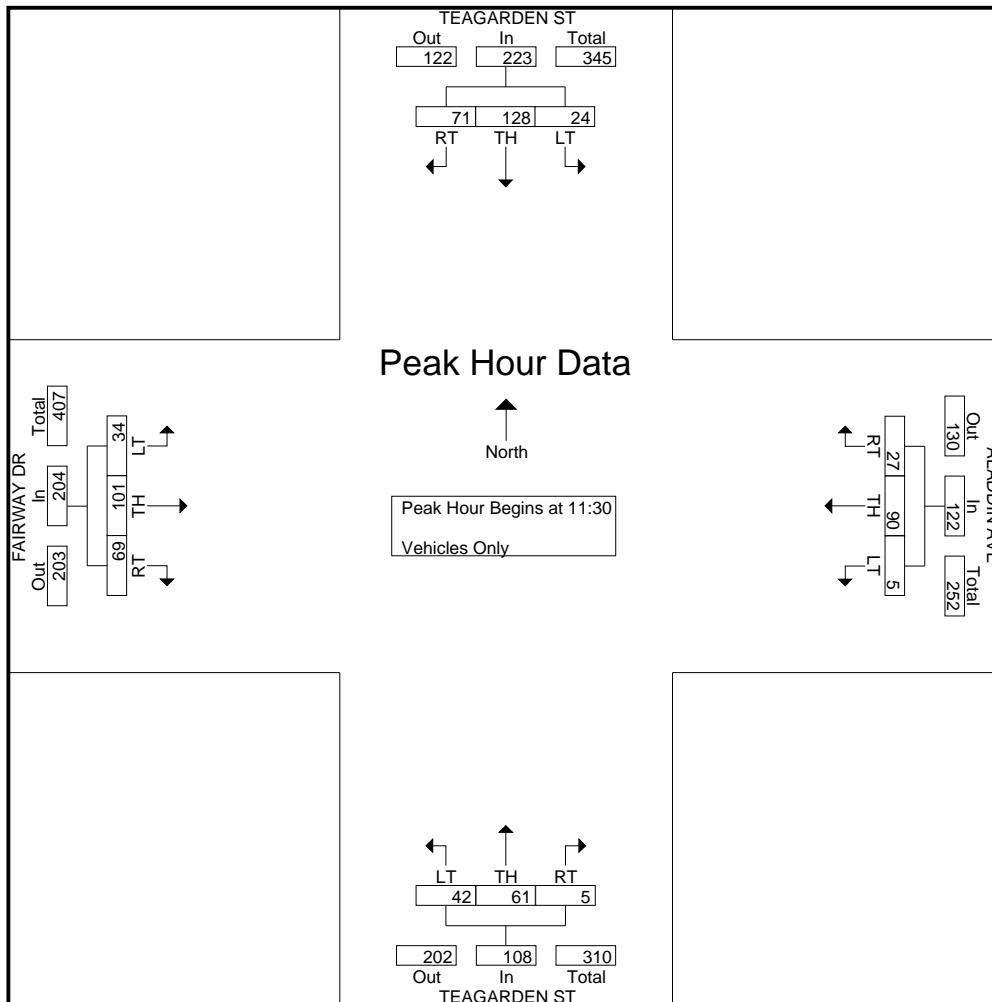 TEAGARDEN ST
Out In Total
122 223 345
71 128 24
RT TH LT
Peak Hour Data
North
Peak Hour Begins at 11:30
Vehicles Only
FAIRWAY DR
Out In Total
203 204 407
34 101 69
LT TH RT
ALADDIN AVE
Out In Total
130 122 252
RT TH LT
27 90 5
LT TH RT
42 61 5
202 108 310
Out In Total
TEAGARDEN ST